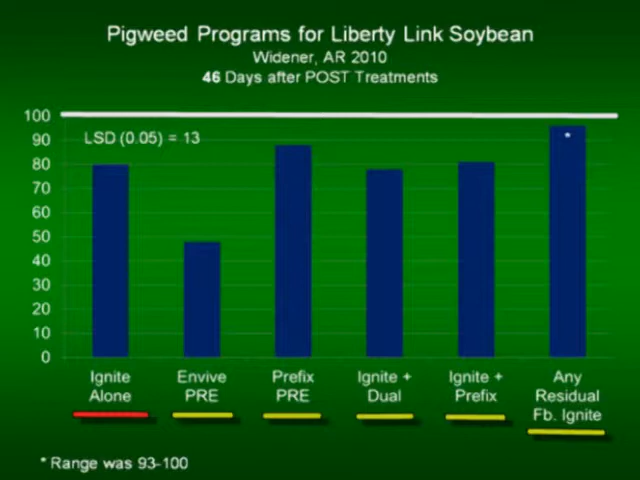 Pigweed Programs for Liberty Link Soybean
Widener, AR 2010
46 Days after POST Treatments
LSD (0.05) = 13
100
90
80
70
60
50
40
30
20
10
0
*
Ignite Alone
Envive PRE
Prefix PRE
Ignite + Dual
Ignite + Prefix
Any Residual Fb. Ignite
* Range was 93-100